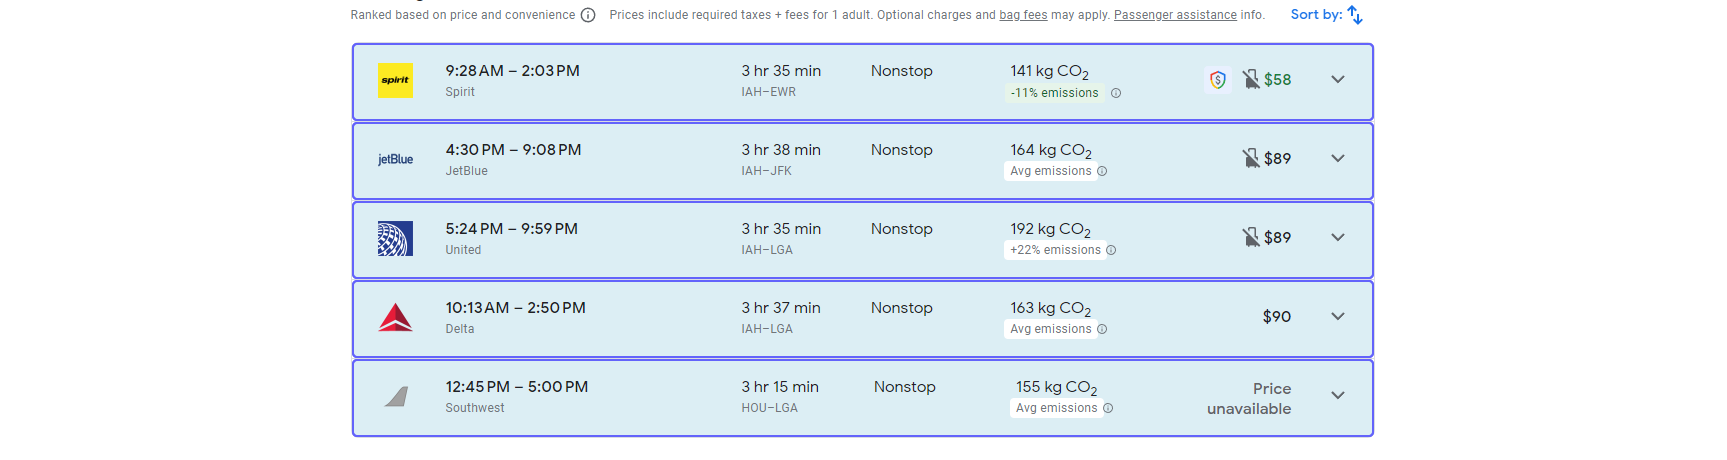 Ranked based on price and convenience Prices include required taxes + fees for 1 adult. Optional charges and bag fees may apply. Passenger assistance info. Sort by:
spirit 9:28 AM – 2:03 PM 3 hr 35 min Nonstop 141 kg CO2 $58
Spirit IAH–EWR -11% emissions
jetBlue 4:30 PM – 9:08 PM 3 hr 38 min Nonstop 164 kg CO2 $89
JetBlue IAH–JFK Avg emissions
5:24 PM – 9:59 PM 3 hr 35 min Nonstop 192 kg CO2 $89
United IAH–LGA +22% emissions
10:13 AM – 2:50 PM 3 hr 37 min Nonstop 163 kg CO2 $90
Delta IAH–LGA Avg emissions
12:45 PM – 5:00 PM 3 hr 15 min Nonstop 155 kg CO2 Price
Southwest HOU–LGA Avg emissions unavailable